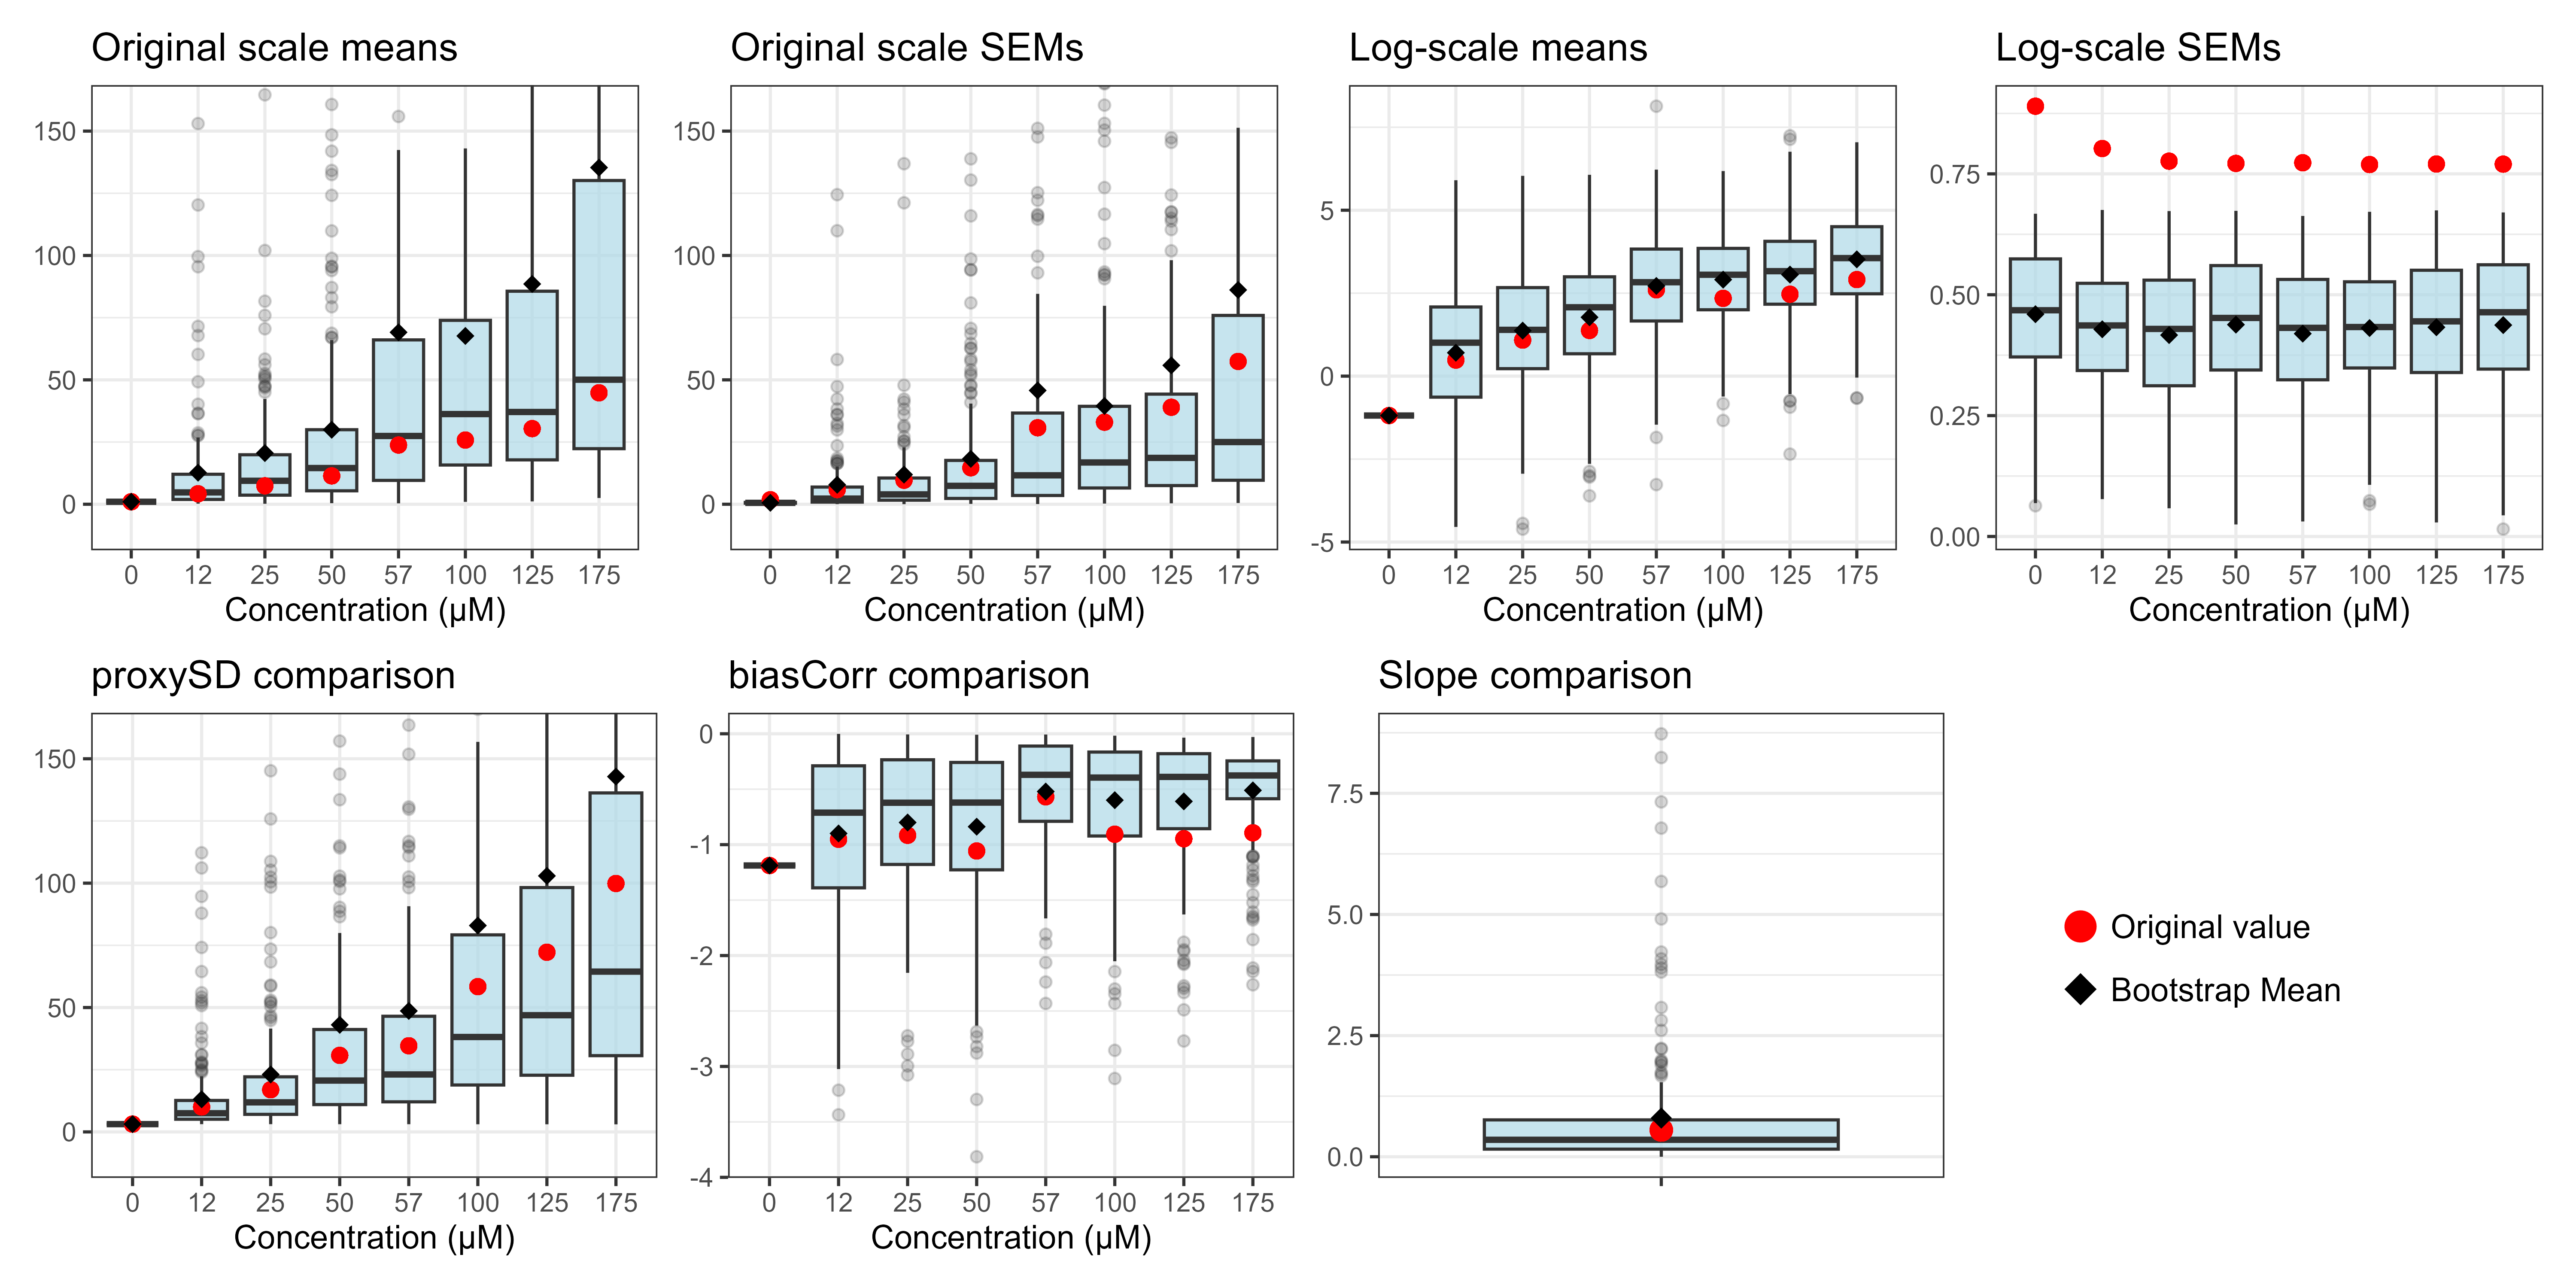 Original scale means
Original scale SEMs
Log-scale means
Log-scale SEMs
150
100
50
0
0 12 25 50 57 100 125 175
Concentration (µM)
150
100
50
0
0 12 25 50 57 100 125 175
Concentration (µM)
5
0
-5
0 12 25 50 57 100 125 175
Concentration (µM)
0.75
0.50
0.25
0.00
0 12 25 50 57 100 125 175
Concentration (µM)
proxySD comparison
biasCorr comparison
Slope comparison
150
100
50
0
0 12 25 50 57 100 125 175
Concentration (µM)
0
-1
-2
-3
-4
0 12 25 50 57 100 125 175
Concentration (µM)
7.5
5.0
2.5
0.0
Original value
Bootstrap Mean